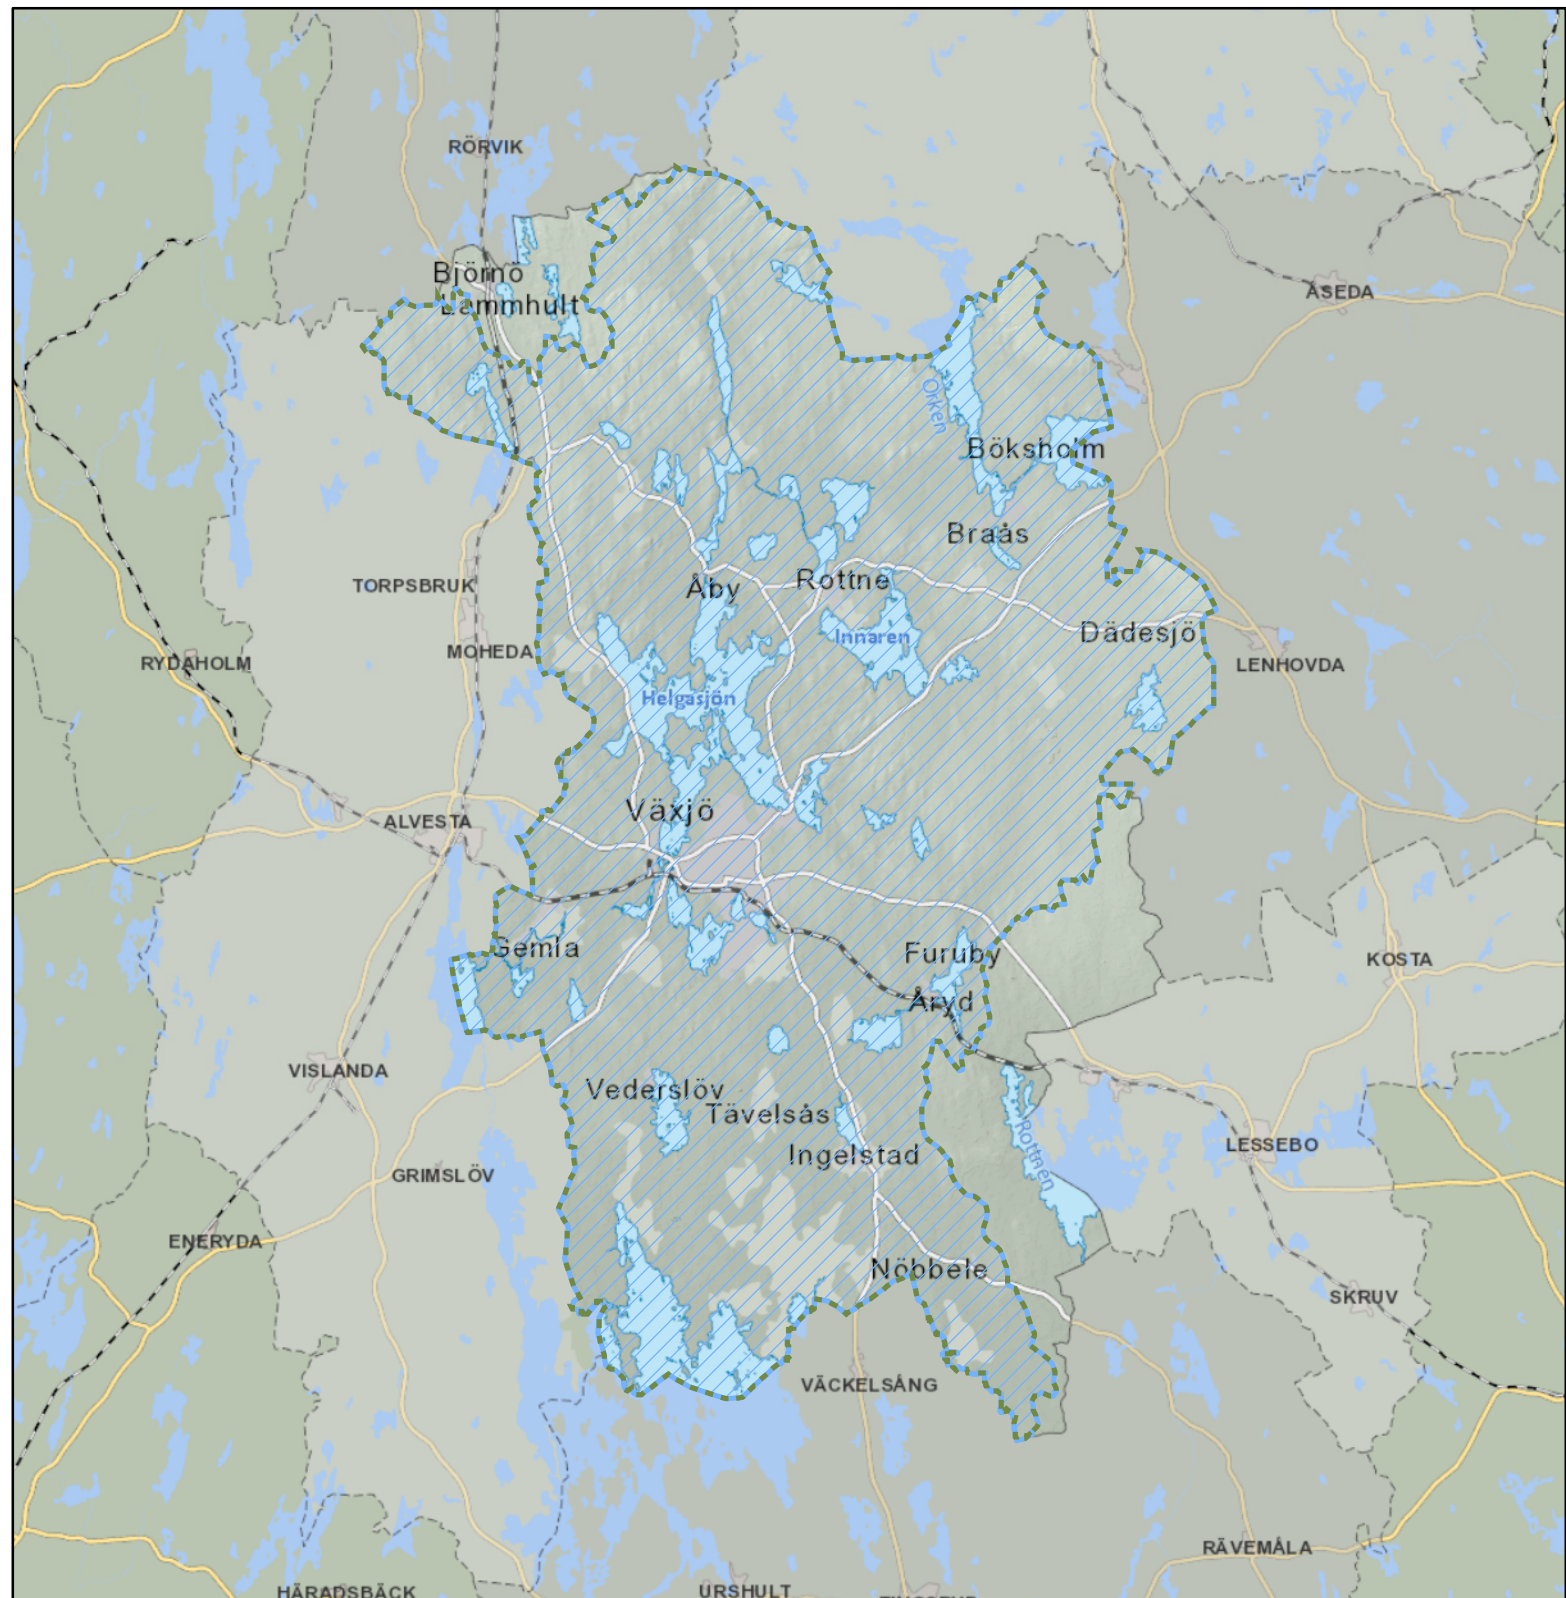 RÖRVIK
Björnö
Lammhult
ÅSEDA
Örken
Böksholm
Braås
TORPSBRUK
Åby
Rottne
Innaren
Dädesjö
MOHEDA
RYDAHOLM
LENHOVDA
Helgasjön
Växjö
ALVESTA
Gemla
Furuby
KOSTA
Åryd
VISLANDA
Vederslöv
Tävelsås
Ingelstad
Rottnen
LESSEBO
GRIMSLÖV
ENERYDA
Nöbbele
SKRUV
VÄCKELSÅNG
RÄVEMÅLA
HÄRADSBÄCK
URSHULT